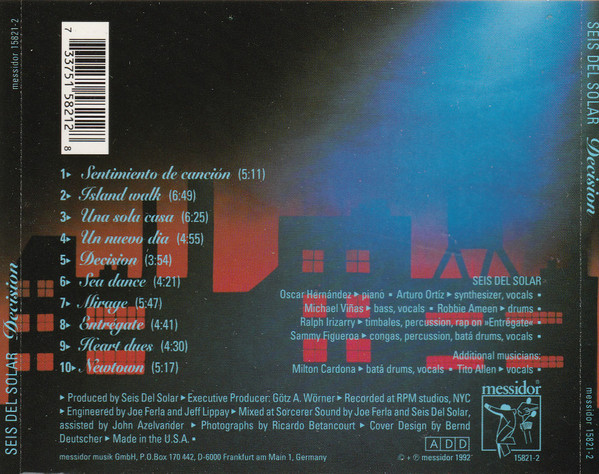 messidor 15821-2
SEIS DEL SOLAR Decision
7 33751 58212 8
1 ▸ Sentimiento de canción (5:11)
2 ▸ Island walk (6:49)
3 ▸ Una sola casa (6:25)
4 ▸ Un nuevo día (4:55)
5 ▸ Decision (3:54)
6 ▸ Sea dance (4:21)
7 ▸ Mirage (5:47)
8 ▸ Entrégate (4:41)
9 ▸ Heart dues (4:30)
10 ▸ Newtown (5:17)
SEIS DEL SOLAR
Oscar Hernández ▸ piano • Arturo Ortíz ▸ synthesizer, vocals •
Michael Viñas ▸ bass, vocals • Robbie Ameen ▸ drums •
Ralph Irizarry ▸ timbales, percussion, rap on »Entrégate« •
Sammy Figueroa ▸ congas, percussion, batá drums, vocals •
Additional musicians:
Milton Cardona ▸ batá drums, vocals • Tito Allen ▸ vocals •
▸ Produced by Seis Del Solar ▸ Executive Producer: Götz A. Wörner ▸ Recorded at RPM studios, NYC
▸ Engineered by Joe Ferla and Jeff Lippay ▸ Mixed at Sorcerer Sound by Joe Ferla and Seis Del Solar,
assisted by John Azelvander ▸ Photographs by Ricardo Betancourt ▸ Cover Design by Bernd
Deutscher ▸ Made in the U.S.A.
messidor musik GmbH, P.O.Box 170 442, D-6000 Frankfurt am Main 1, Germany
ADD
© + ℗ messidor 1992
messidor®
15821-2
SEIS DEL SOLAR Decision
messidor 15821-2